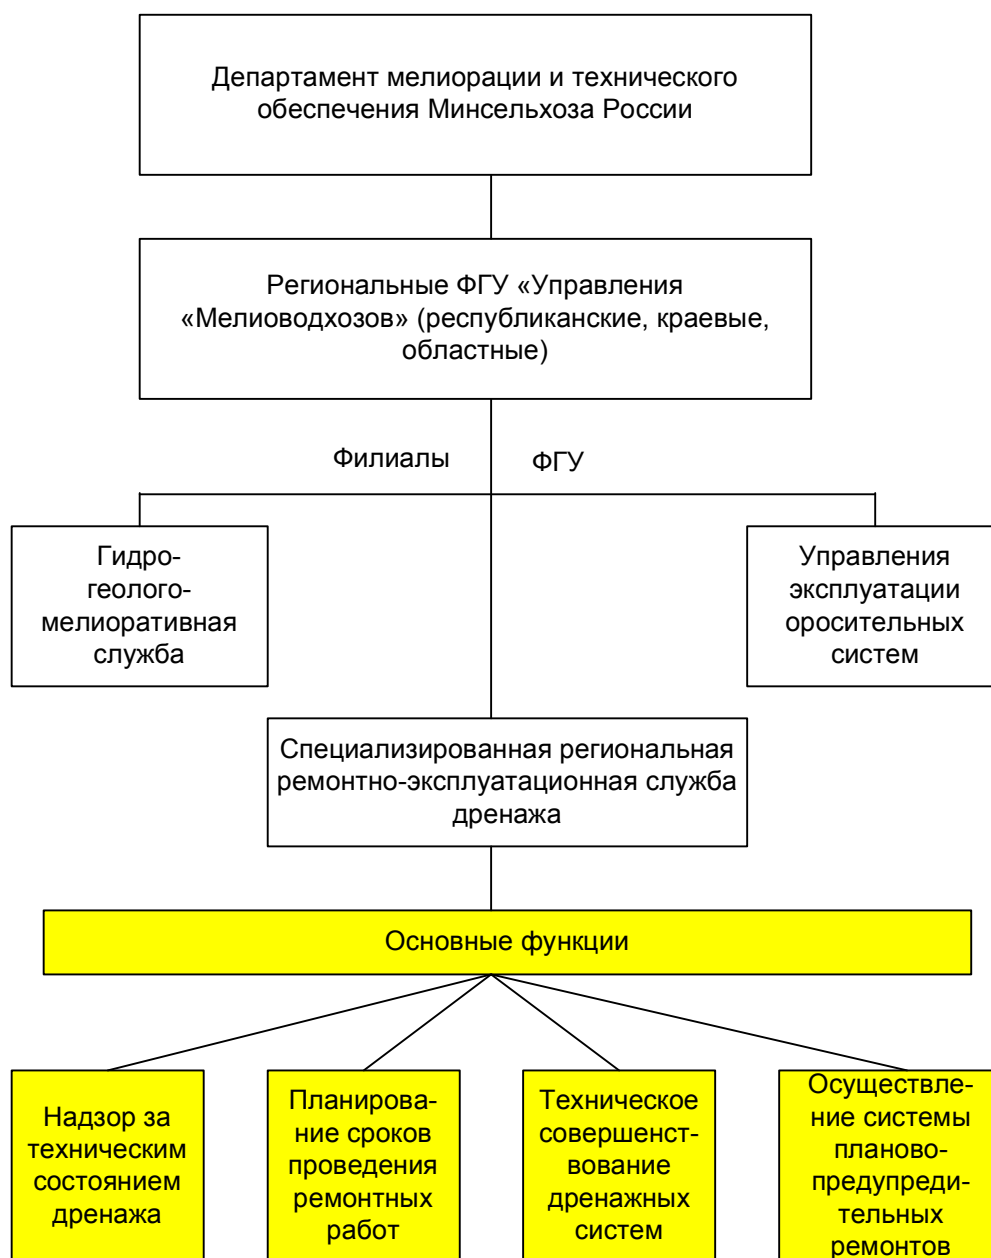 Департамент мелиорации и технического
обеспечения Минсельхоза России
Региональные ФГУ «Управления
«Мелиоводхозов» (республиканские, краевые,
областные)
Филиалы
ФГУ
Гидро-
геолого-
мелиоративная
служба
Управления
эксплуатации
оросительных
систем
Специализированная региональная
ремонтно-эксплуатационная служба
дренажа
Основные функции
Надзор за
техническим
состоянием
дренажа
Планирова-
ние сроков
проведения
ремонтных
работ
Техническое
совершенст-
вование
дренажных
систем
Осуществле-
ние системы
планово-
предупреди-
тельных
ремонтов